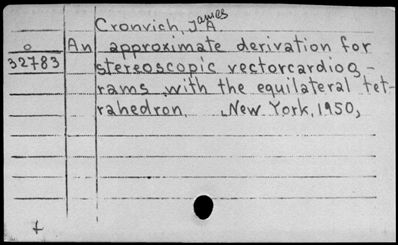 Cronvich, James A.
o An approximate derivation for
32783 stereoscopic vectorcardiog-
rams with the equilateral tet-
rahedron. New York, 1950,